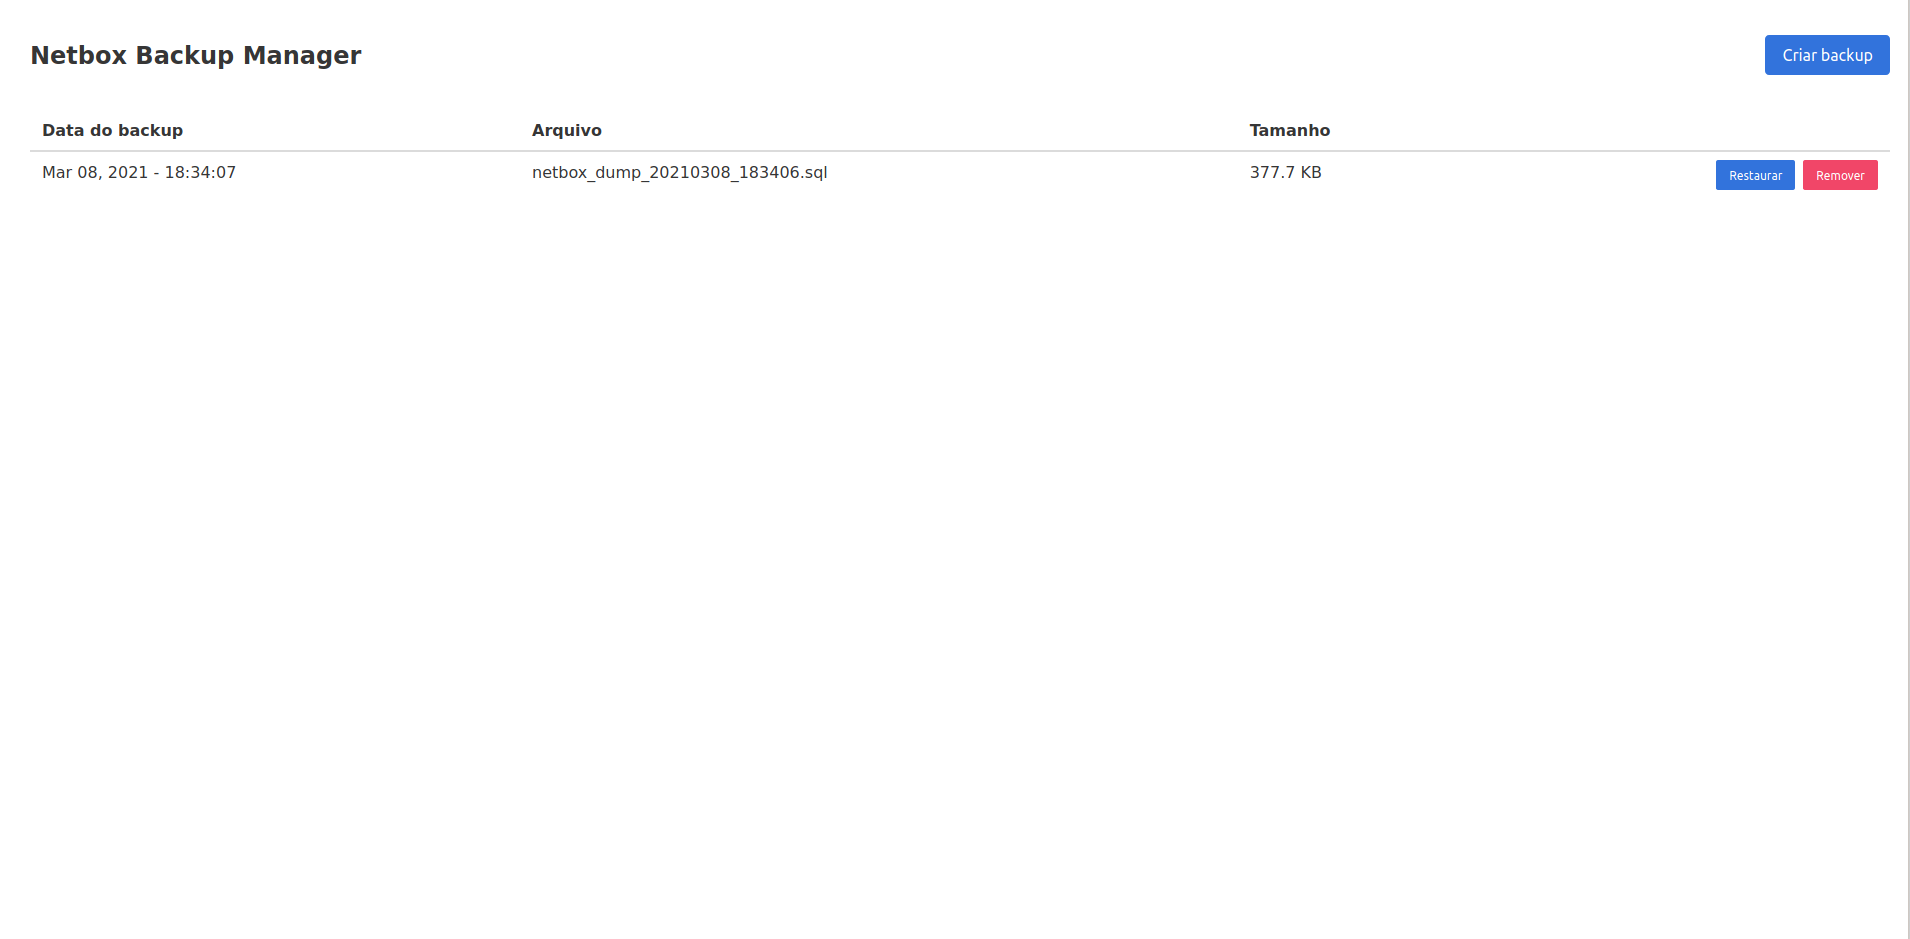 Netbox Backup Manager
Criar backup
Data do backup Arquivo Tamanho
Mar 08, 2021 - 18:34:07 netbox_dump_20210308_183406.sql 377.7 KB Restaurar Remover